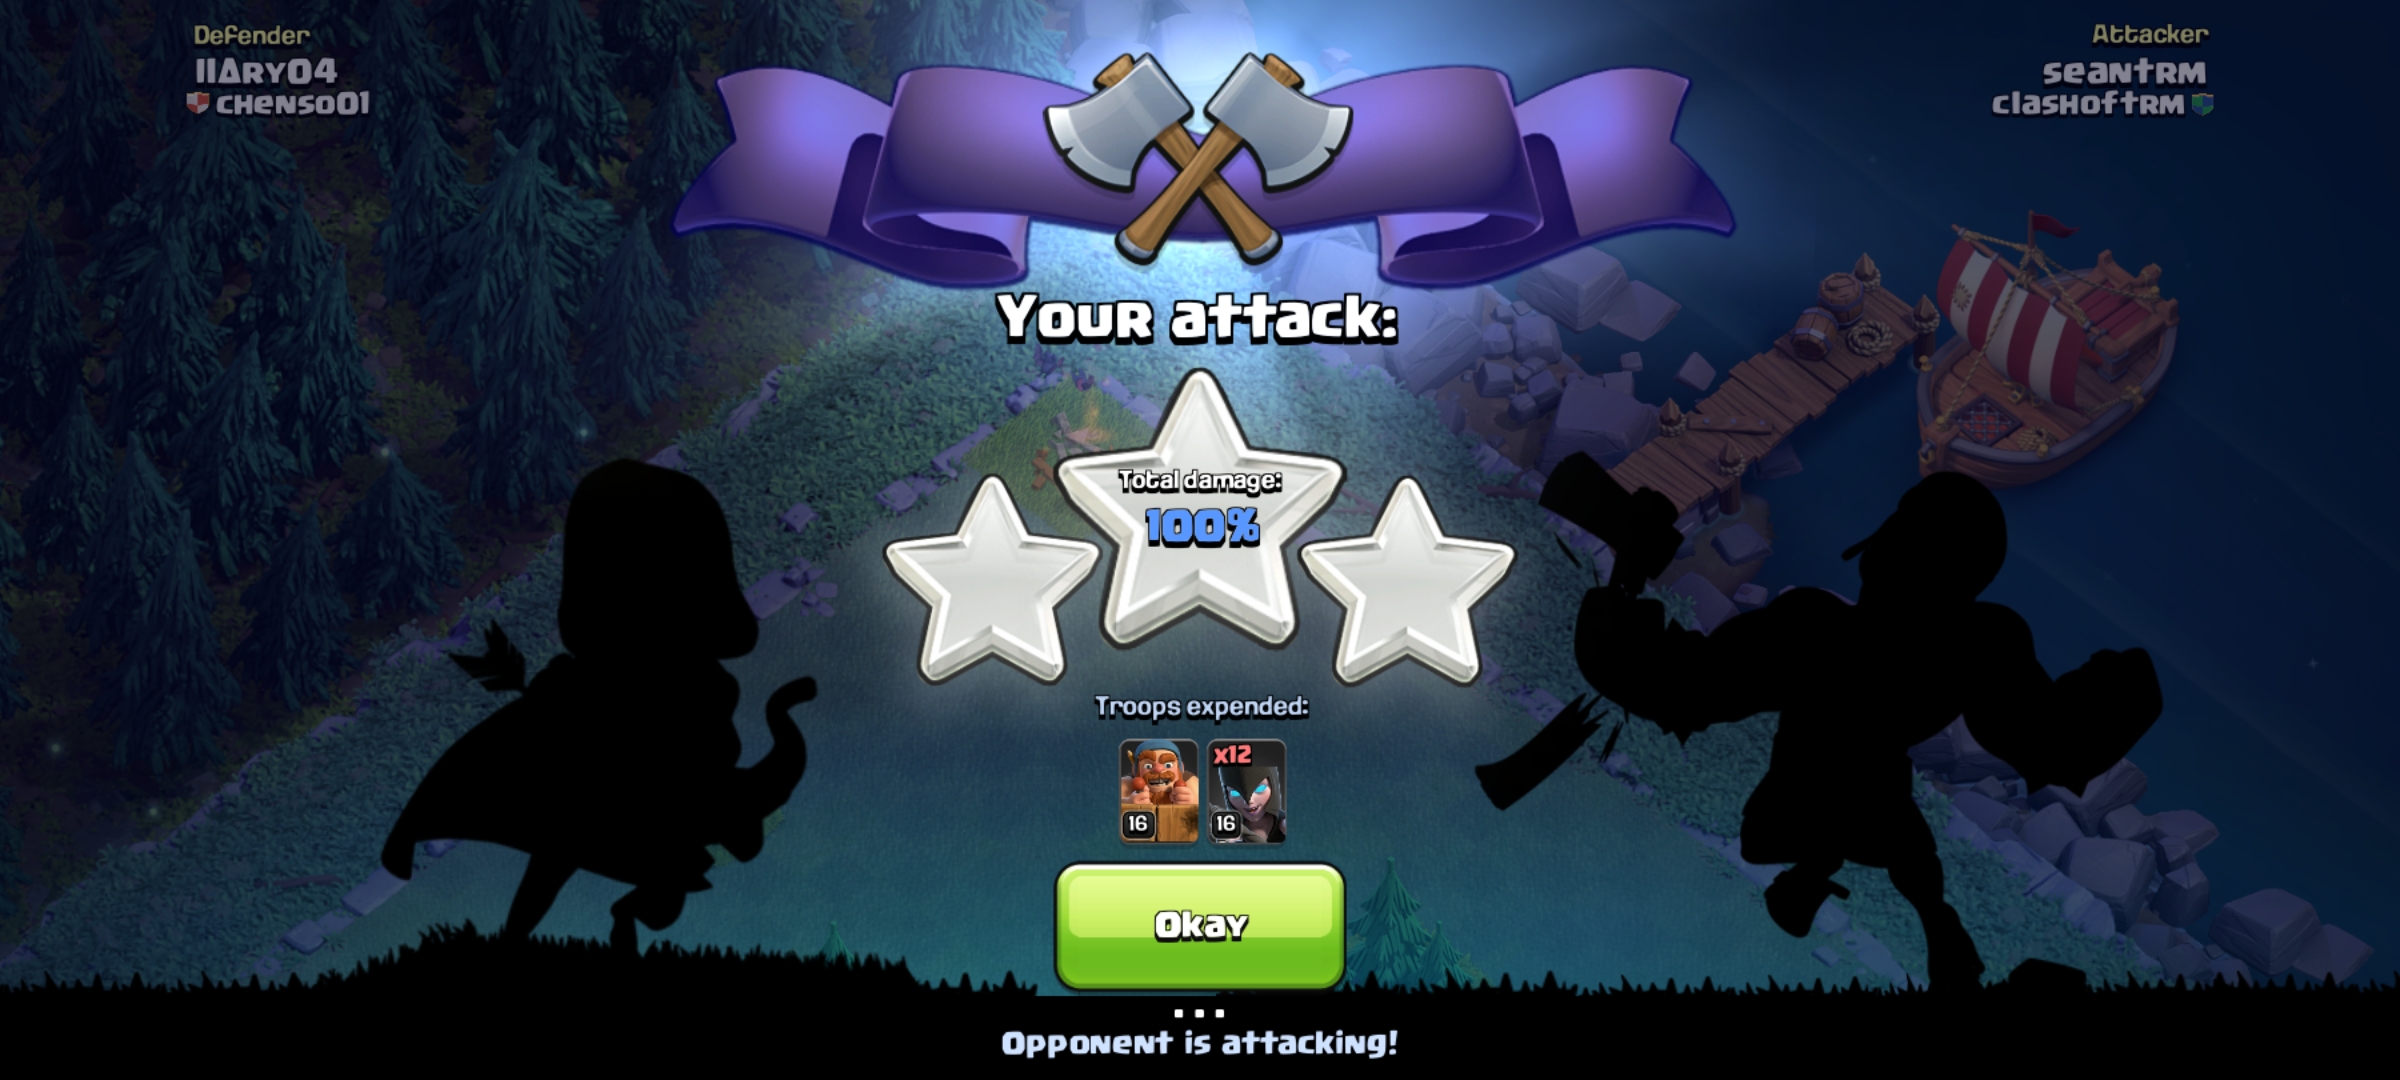 Defender
IIΔRY04
CHENSO01
Attacker
SEANTRM
CLASHOFTRM
Your attack:
Total damage:
100%
Troops expended:
x12
16
16
Okay
...
Opponent is attacking!